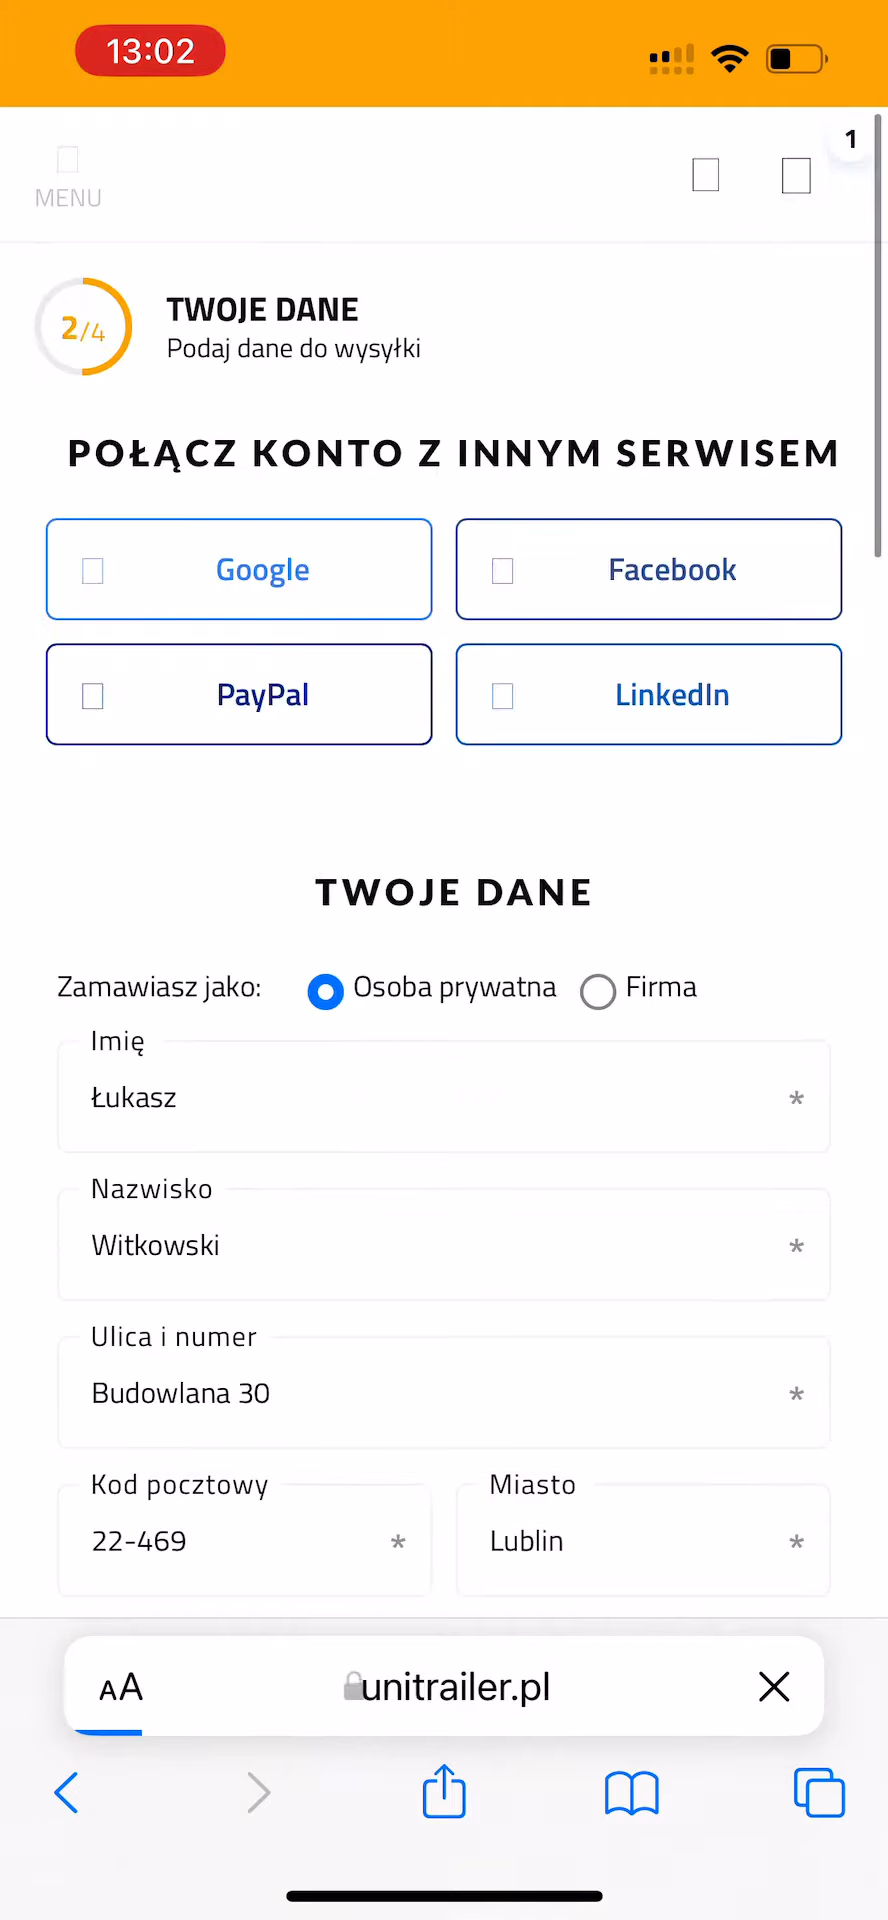 13:02
1
MENU
2/4
TWOJE DANE
Podaj dane do wysyłki
POŁĄCZ KONTO Z INNYM SERWISEM
Google
Facebook
PayPal
LinkedIn
TWOJE DANE
Zamawiasz jako: Osoba prywatna Firma
Imię
Łukasz *
Nazwisko
Witkowski *
Ulica i numer
Budowlana 30 *
Kod pocztowy
22-469 *
Miasto
Lublin *
AA unitrailer.pl